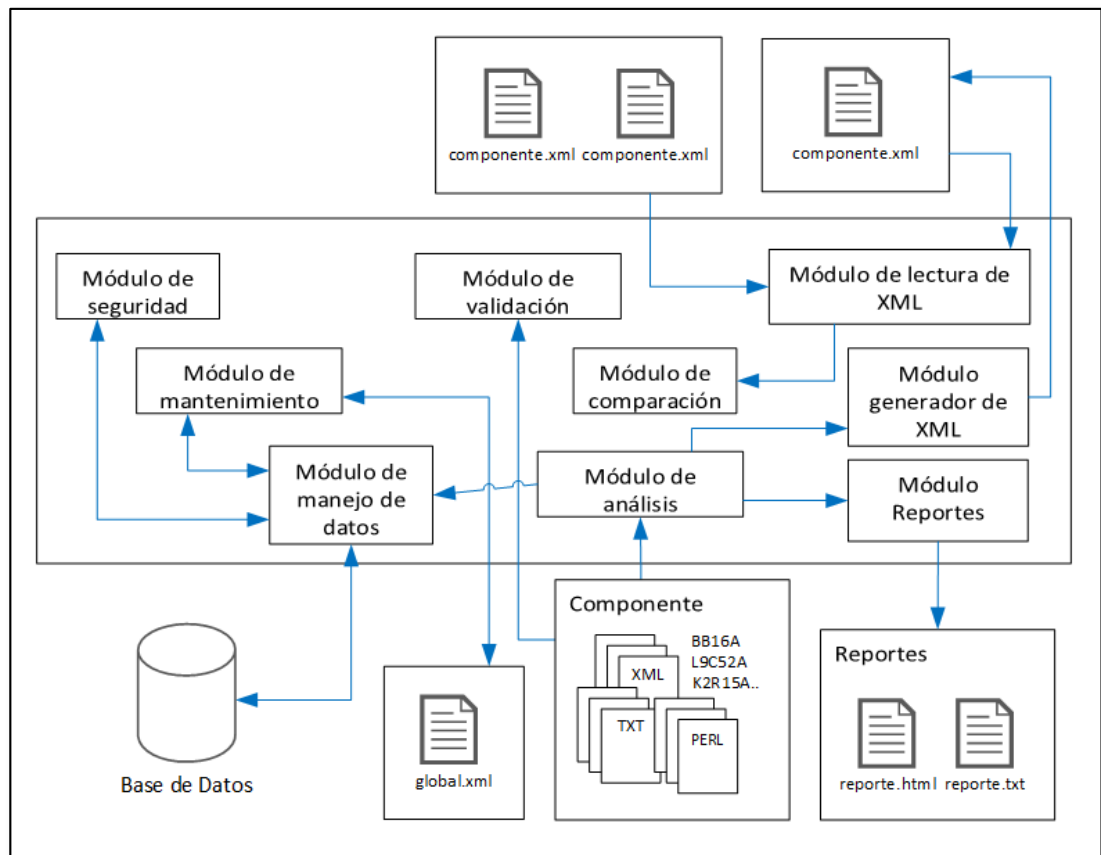 componente.xml componente.xml
componente.xml
Módulo de
seguridad
Módulo de
validación
Módulo de lectura de
XML
Módulo de
mantenimiento
Módulo de
comparación
Módulo
generador de
XML
Módulo de
manejo de
datos
Módulo de
análisis
Módulo
Reportes
Componente
BB16A
L9C52A
K2R15A..
XML
TXT
PERL
Reportes
reporte.html reporte.txt
global.xml
Base de Datos